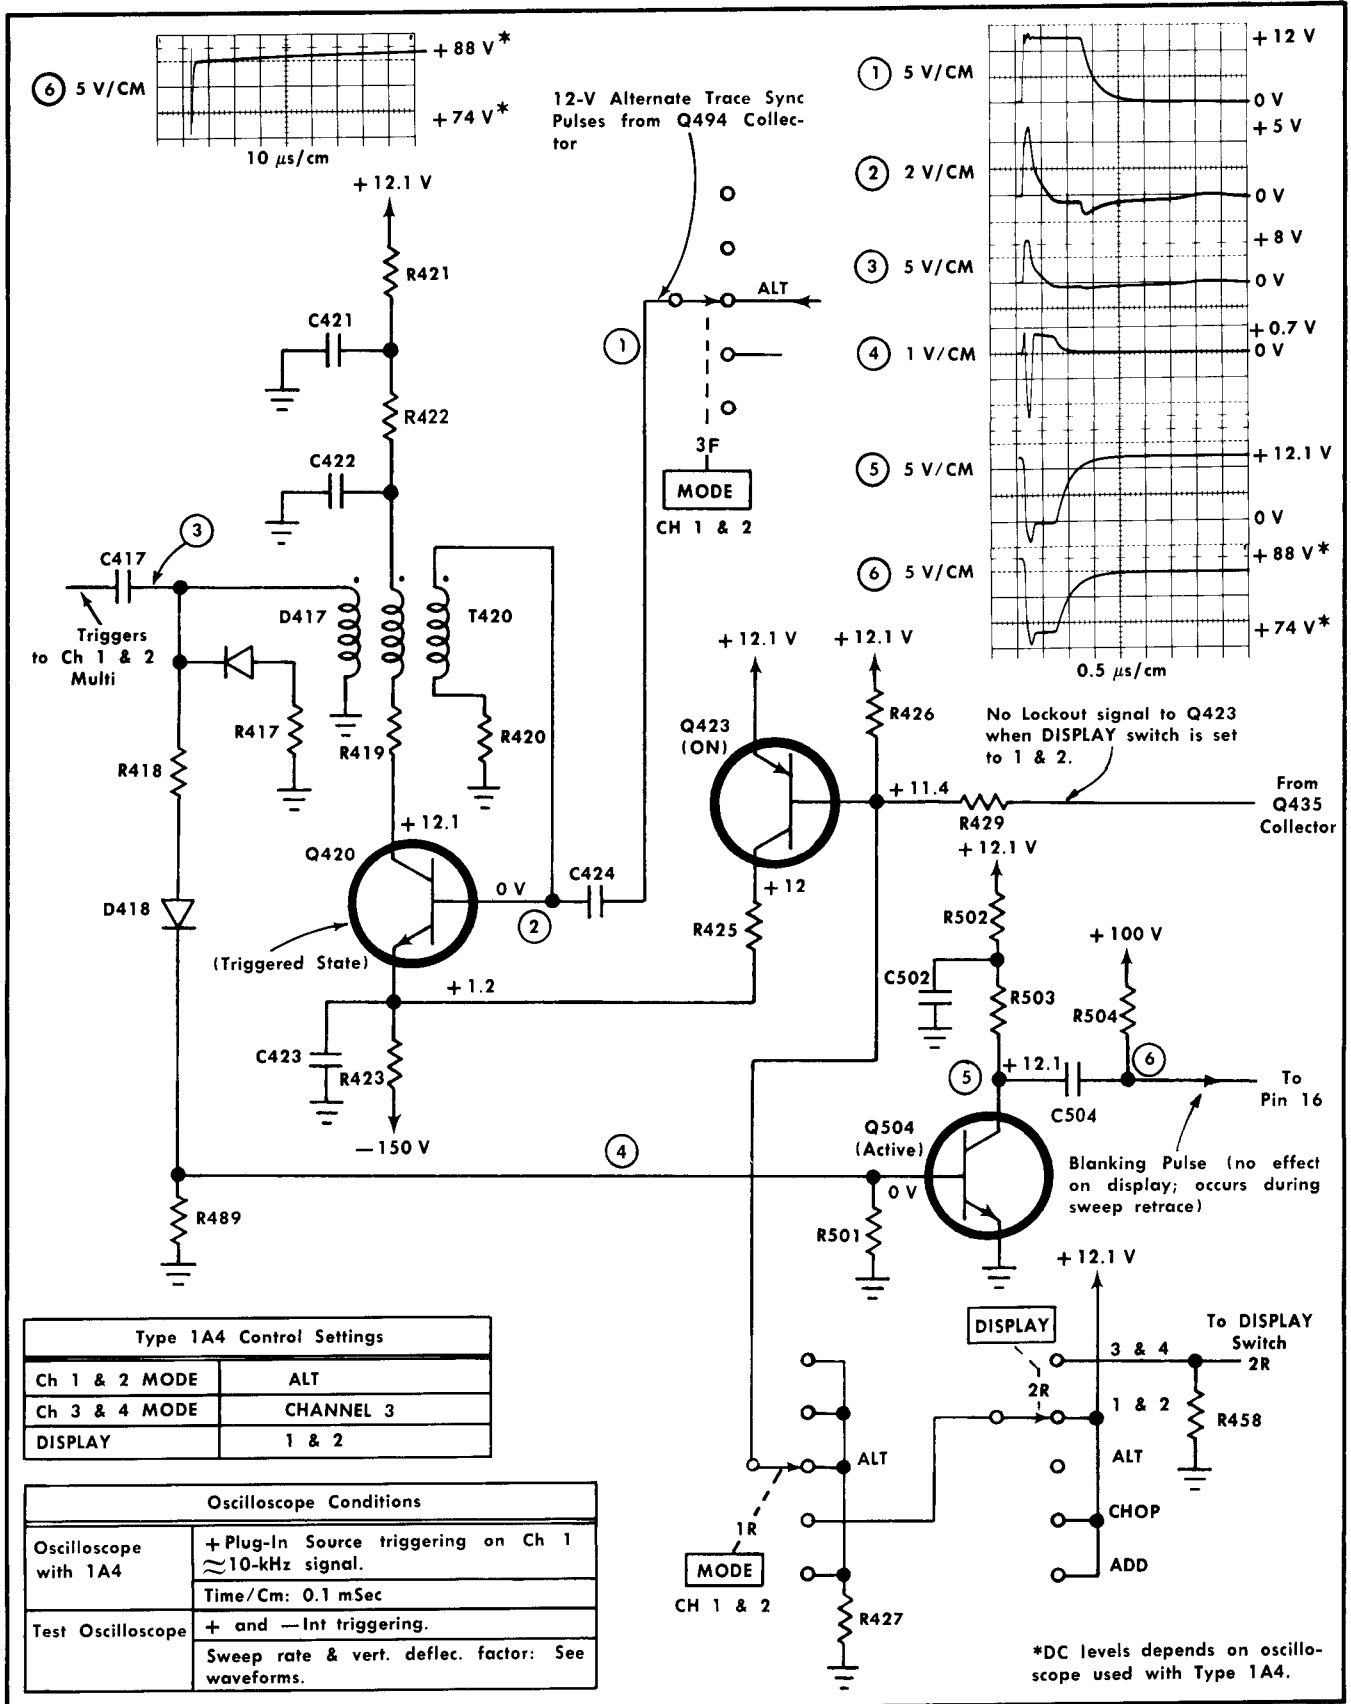 6 5 V/CM
+ 88 V*
+ 74 V*
10 μs/cm
12-V Alternate Trace Sync
Pulses from Q494 Collec-
tor
1 5 V/CM
+ 12 V
0 V
2 2 V/CM
+ 5 V
0 V
3 5 V/CM
+ 8 V
0 V
4 1 V/CM
+ 0.7 V
0 V
5 5 V/CM
+ 12.1 V
0 V
6 5 V/CM
+ 88 V*
+ 74 V*
0.5 μs/cm
+ 12.1 V
R421
C421
R422
C422
1
ALT
3F
MODE
CH 1 & 2
3
C417
Triggers
to Ch 1 & 2
Multi
D417
T420
R417
R418
R419
R420
+ 12.1
Q420
0 V
2
C424
D418
(Triggered State)
+ 1.2
C423
R423
— 150 V
+ 12.1 V
+ 12.1 V
Q423
(ON)
R426
No Lockout signal to Q423
when DISPLAY switch is set
to 1 & 2.
+ 11.4
R429
From
Q435
Collector
+ 12
R425
+ 12.1 V
R502
+ 100 V
C502
R503
R504
5
+ 12.1
6
C504
To
Pin 16
Q504
(Active)
0 V
Blanking Pulse (no effect
on display; occurs during
sweep retrace)
4
R489
R501
+ 12.1 V
DISPLAY
2R
3 & 4
To DISPLAY
Switch
2R
1 & 2
R458
ALT
CHOP
ADD
ALT
1R
MODE
CH 1 & 2
R427
Type 1A4 Control Settings
Ch 1 & 2 MODE ALT
Ch 3 & 4 MODE CHANNEL 3
DISPLAY 1 & 2
Oscilloscope Conditions
Oscilloscope
with 1A4
+ Plug-In Source triggering on Ch 1
≈10-kHz signal.
Time/Cm: 0.1 mSec
Test Oscilloscope
+ and —Int triggering.
Sweep rate & vert. deflec. factor: See
waveforms.
*DC levels depends on oscillo-
scope used with Type 1A4.